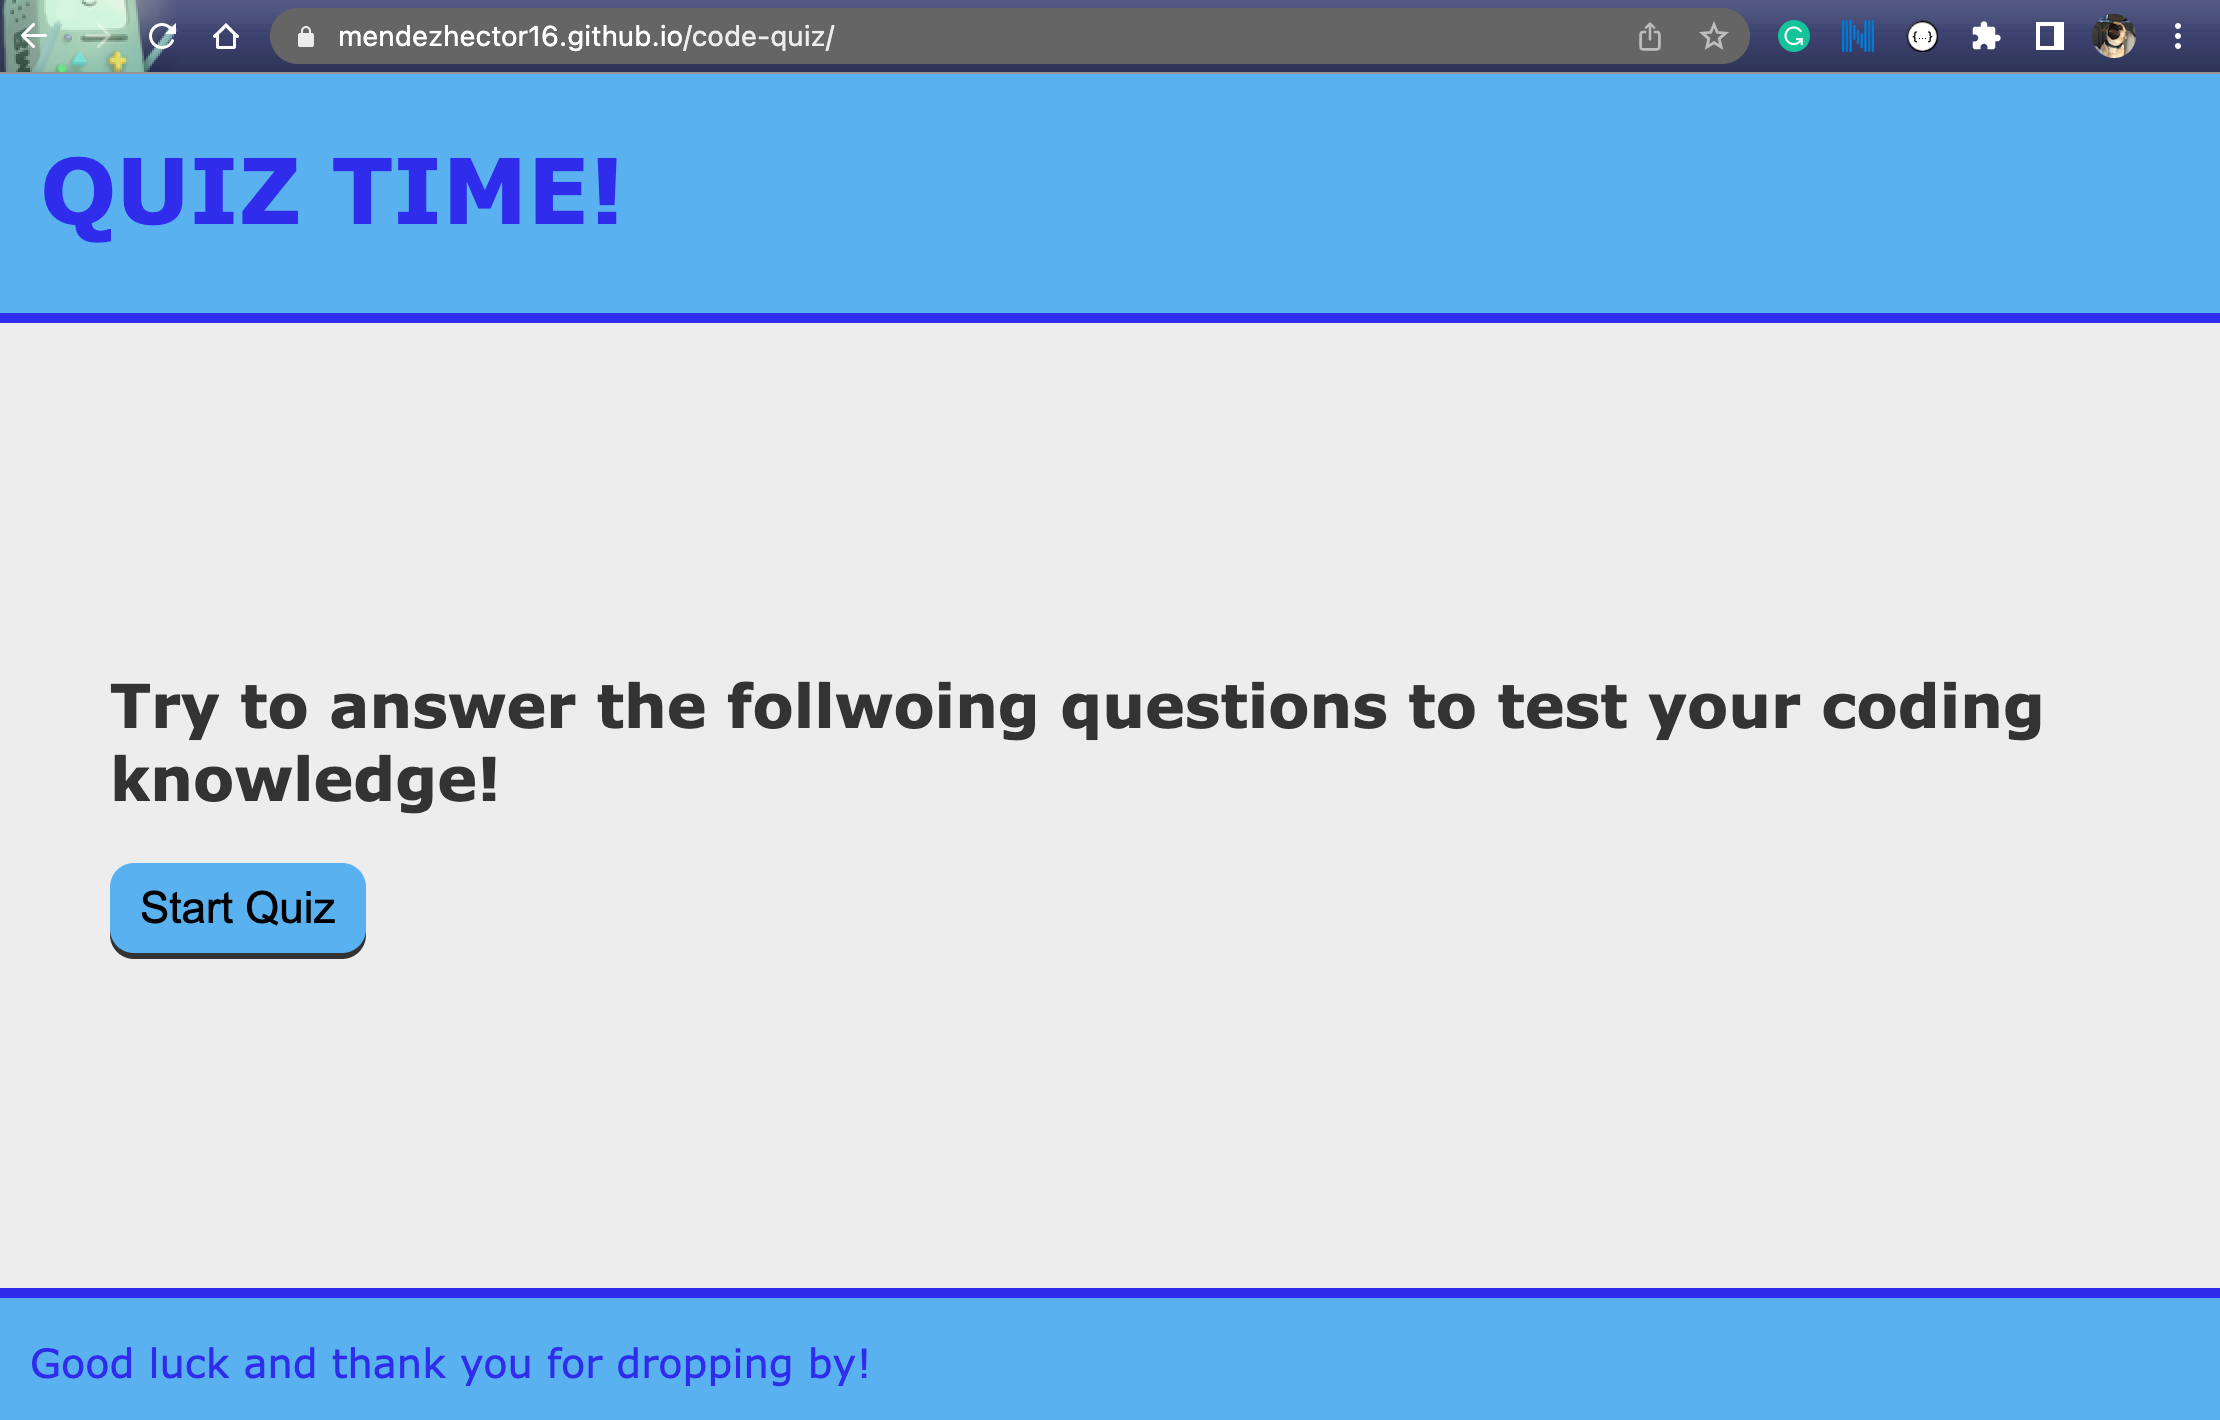 mendezhector16.github.io/code-quiz/
QUIZ TIME!
Try to answer the follwoing questions to test your coding
knowledge!
Start Quiz
Good luck and thank you for dropping by!